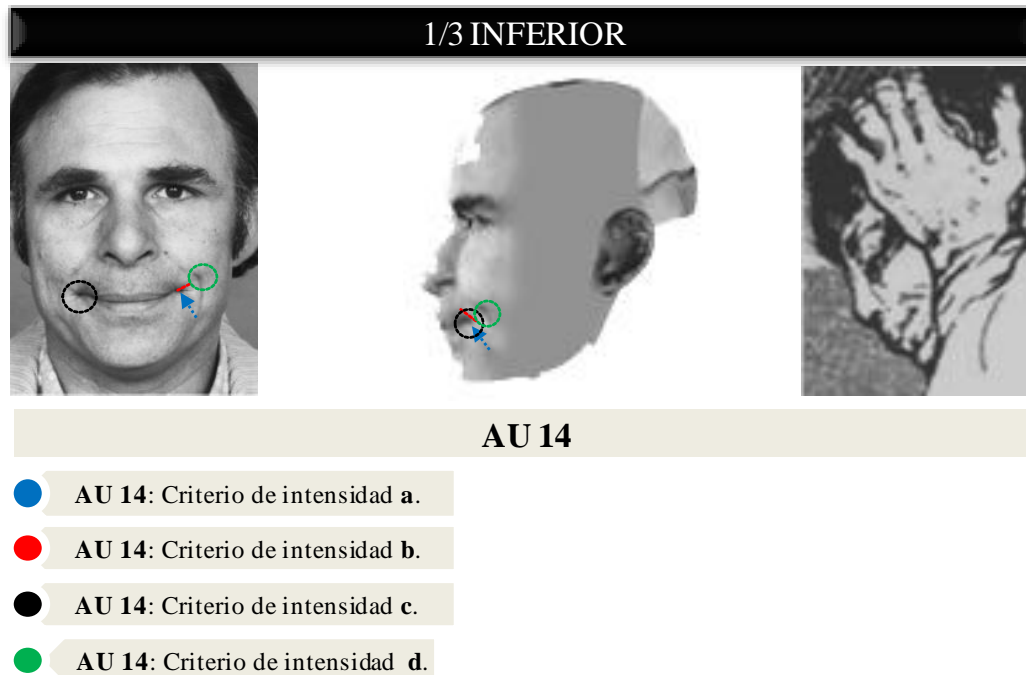 1/3 INFERIOR
AU 14
AU 14: Criterio de intensidad a.
AU 14: Criterio de intensidad b.
AU 14: Criterio de intensidad c.
AU 14: Criterio de intensidad d.